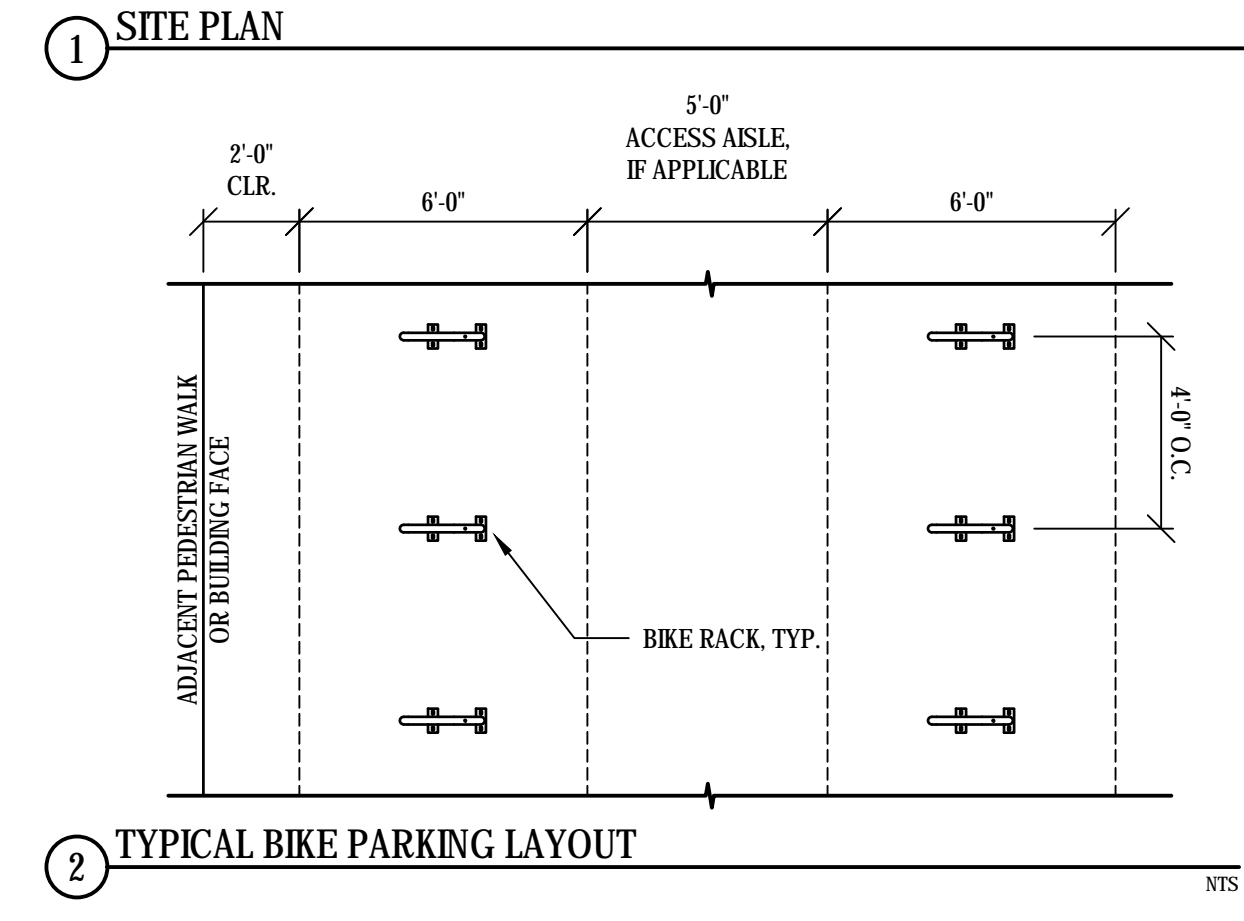 1
SITE PLAN
5'-0"
ACCESS AISLE,
IF APPLICABLE
2'-0"
CLR.
6'-0"
6'-0"
ADJACENT PEDESTRIAN WALK
OR BUILDING FACE
4'-0" O.C.
BIKE RACK, TYP.
2
TYPICAL BIKE PARKING LAYOUT
NTS